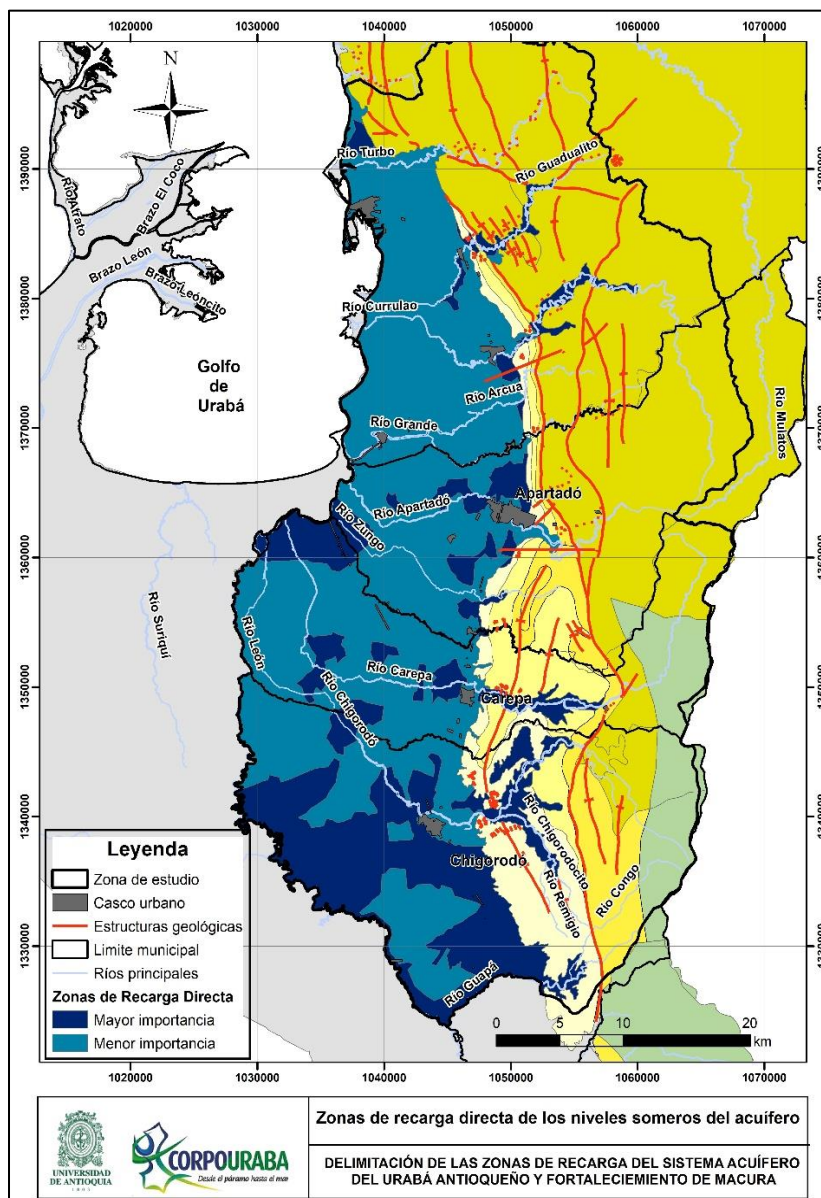 1020000 1030000 1040000 1050000 1060000 1070000
N
1390000
Río Turbo
Río Guadualito
Río Atrato
Brazo El Coco
Brazo León
Brazo Leóncito
1380000
Río Currulao
Golfo
de
Urabá
Río Arcua
Río Mulatos
1370000
1370000
Río Grande
Apartadó
Río Apartadó
Río Zungo
1360000
Río Suriquí
Río León
Río Carepa
Carepa
1350000
Río Chigorodó
1340000
Chigorodó
Río Chigorodocito
Río Remigio
Río Congo
1330000
Río Guapá
Leyenda
Zona de estudio
Casco urbano
Estructuras geológicas
Limite municipal
Ríos principales
Zonas de Recarga Directa
Mayor importancia
Menor importancia
0 5 10 20
km
1020000 1030000 1040000 1050000 1060000 1070000
UNIVERSIDAD
DE ANTIOQUIA
1803
CORPOURABA
Desde el páramo hasta el mar
Zonas de recarga directa de los niveles someros del acuífero
DELIMITACIÓN DE LAS ZONAS DE RECARGA DEL SISTEMA ACUÍFERO
DEL URABÁ ANTIOQUEÑO Y FORTALECIEMIENTO DE MACURA